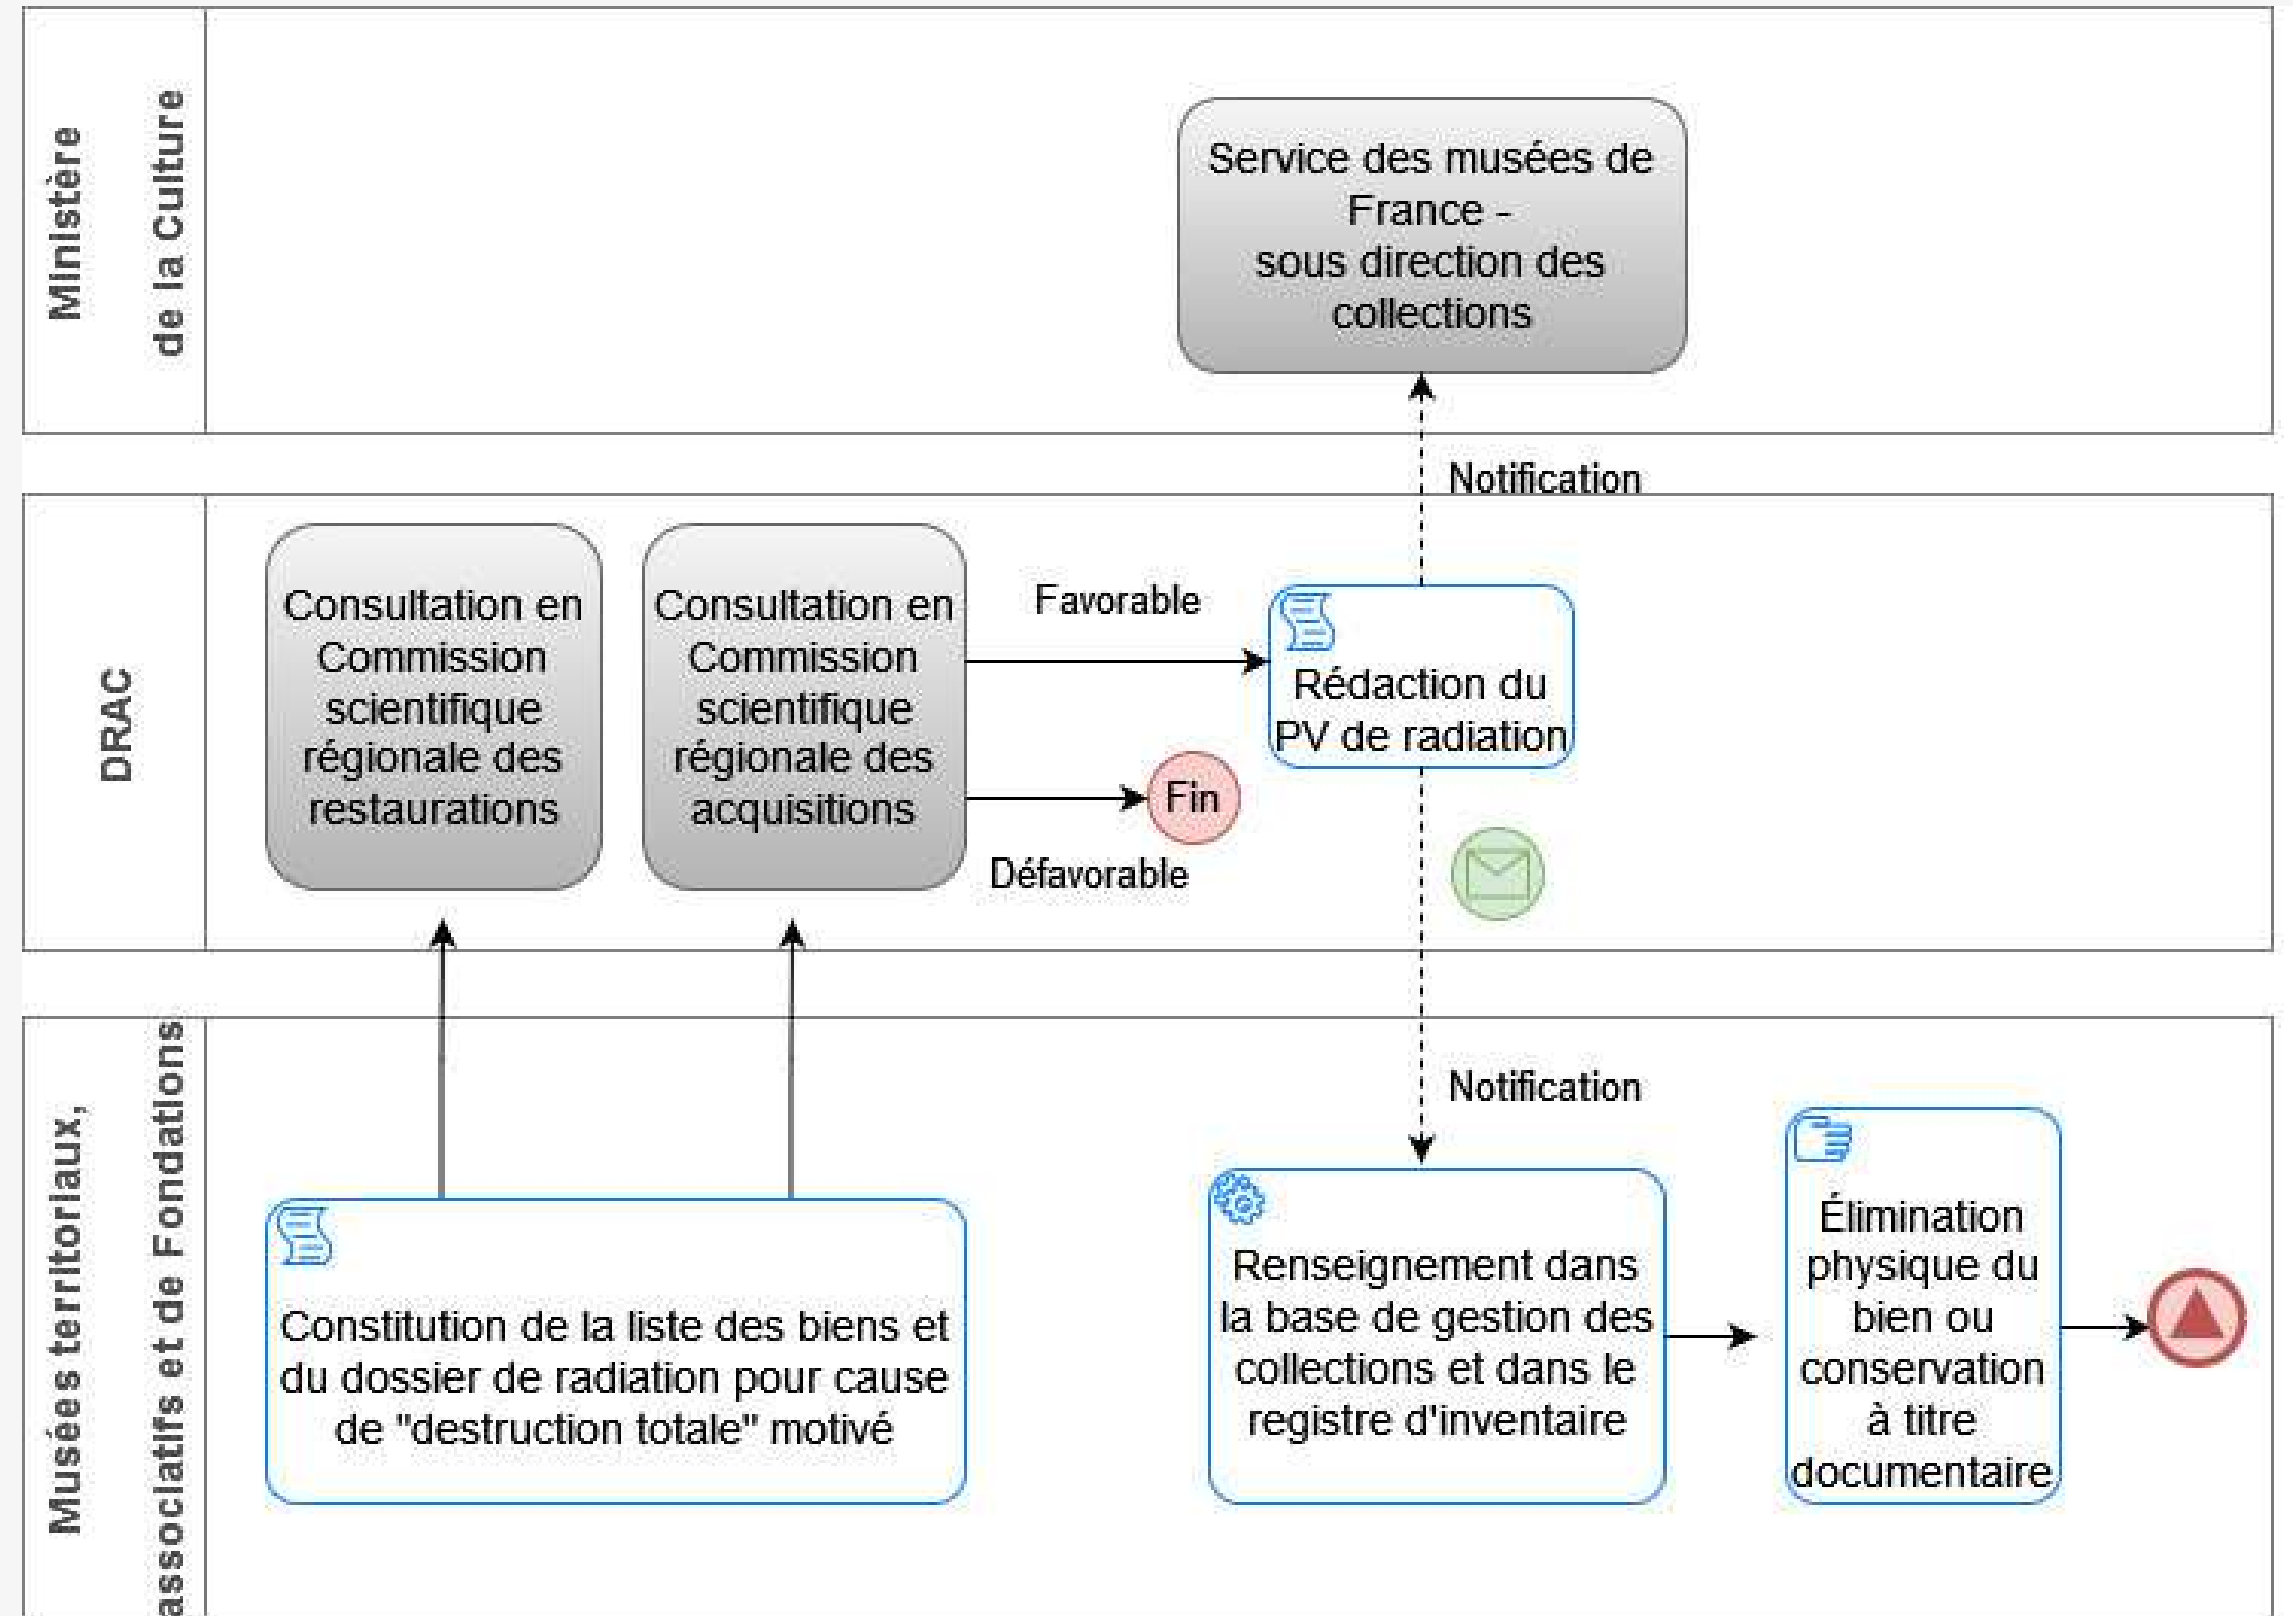 Ministère
de la Culture
Service des musées de
France -
sous direction des
collections
Notification
DRAC
Consultation en
Commission
scientifique
régionale des
restaurations
Consultation en
Commission
scientifique
régionale des
acquisitions
Favorable
Défavorable
Fin
Rédaction du
PV de radiation
Notification
Musées territoriaux,
associatifs et de Fondations
Constitution de la liste des biens et
du dossier de radiation pour cause
de "destruction totale" motivé
Renseignement dans
la base de gestion des
collections et dans le
registre d'inventaire
Élimination
physique du
bien ou
conservation
à titre
documentaire